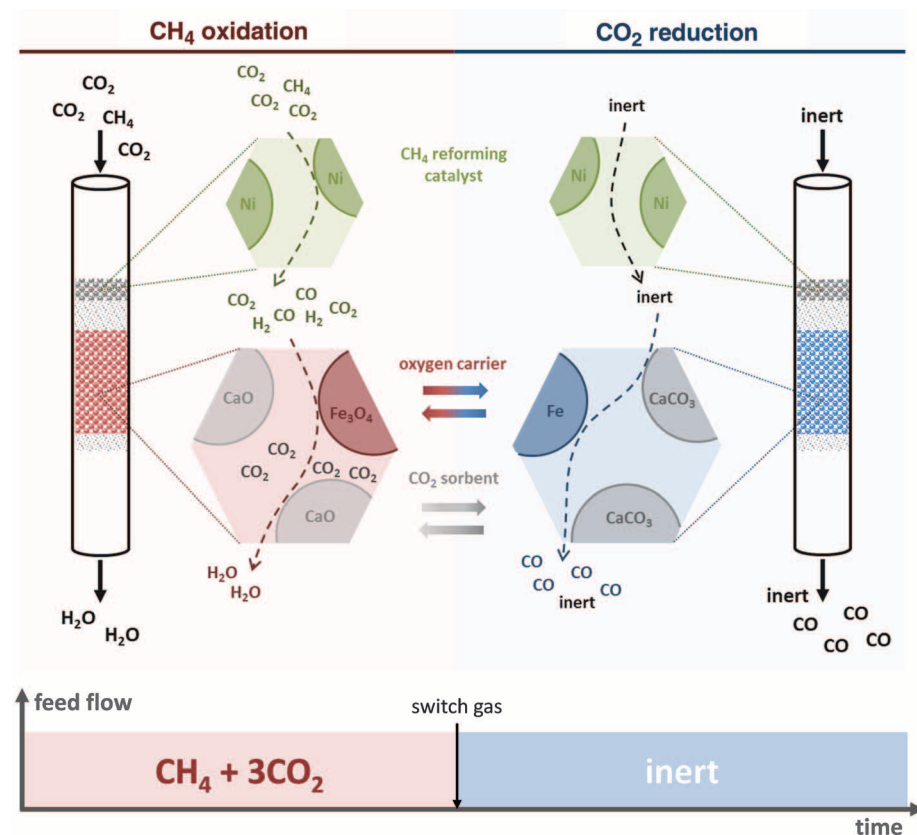 CH₄ oxidation
CO₂ reduction
CO₂
CO₂
CH₄
CO₂
CO₂
CH₄
CO₂
CO₂
Ni
Ni
CH₄ reforming
catalyst
inert
Ni
Ni
inert
CO₂
CO
H₂
CO
H₂
CO₂
inert
CaO
Fe₃O₄
CO₂
CO₂
CO₂
CO₂
CaO
oxygen carrier
CO₂ sorbent
Fe
CaCO₃
CaCO₃
H₂O
H₂O
CO
CO
CO
CO
inert
H₂O
H₂O
inert
CO
CO
CO
CO
feed flow
switch gas
CH₄ + 3CO₂
inert
time